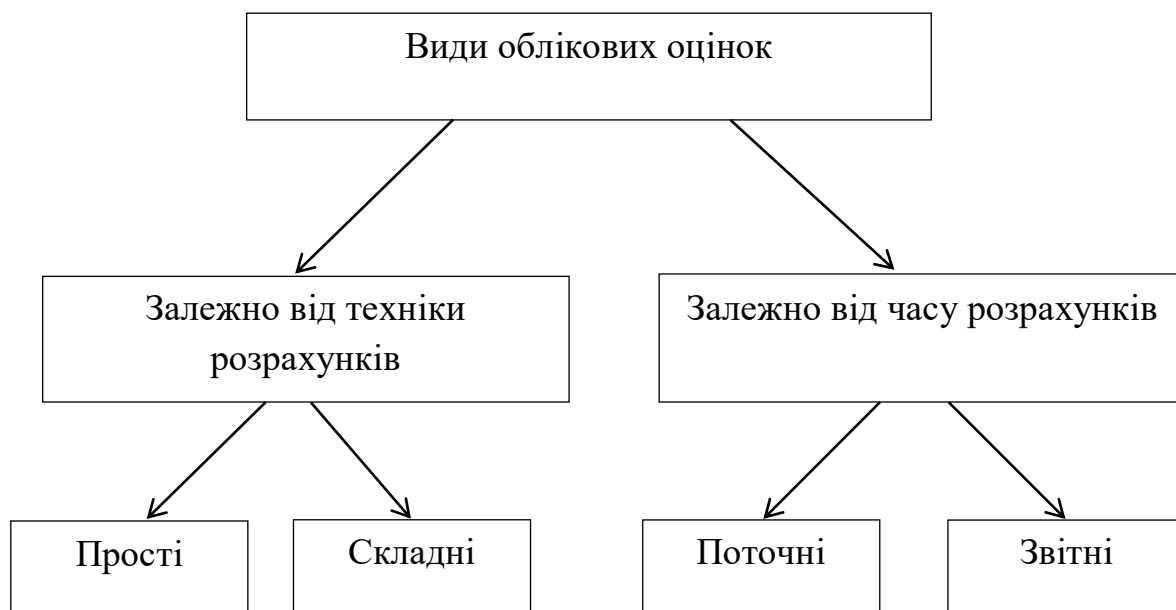 Види облікових оцінок
Залежно від техніки
розрахунків
Залежно від часу розрахунків
Прості
Складні
Поточні
Звітні